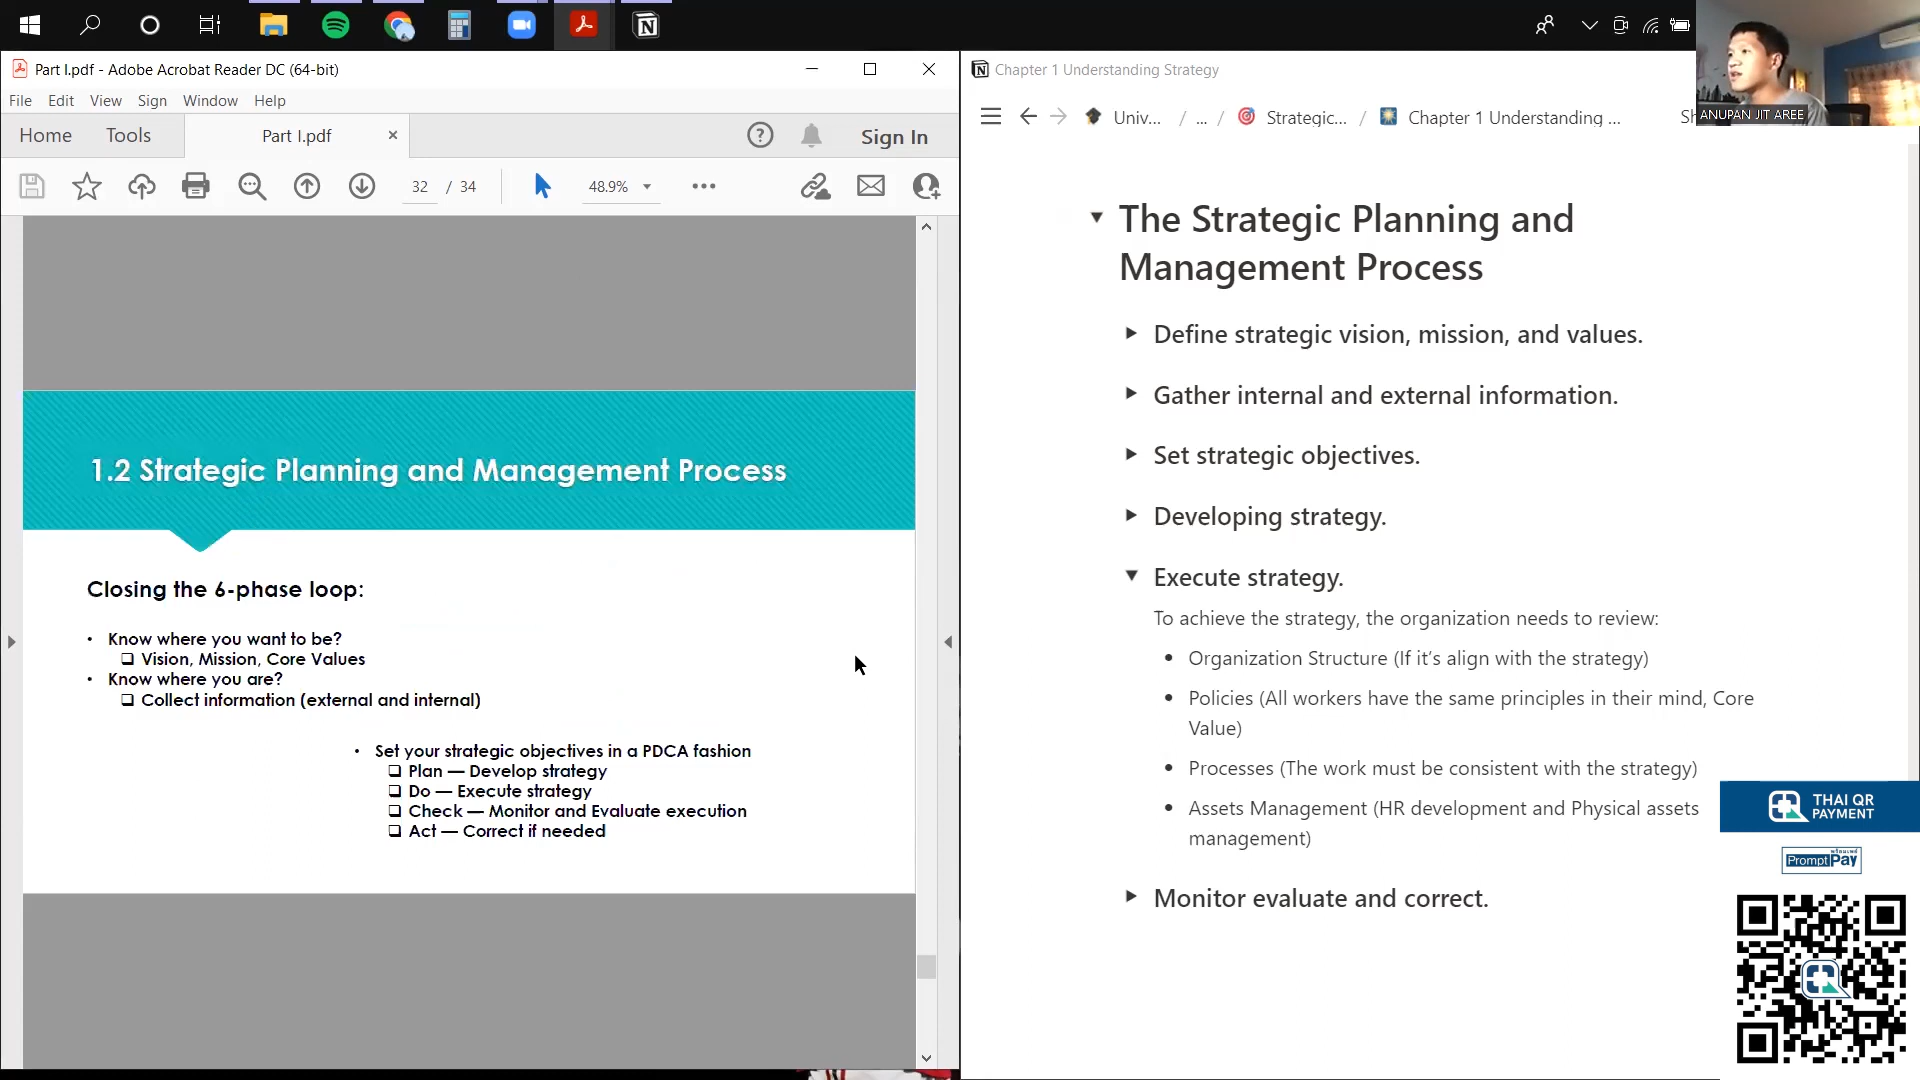 Part I.pdf - Adobe Acrobat Reader DC (64-bit)
File Edit View Sign Window Help
Home Tools Part I.pdf × Sign In
32 / 34 48.9%
1.2 Strategic Planning and Management Process
Closing the 6-phase loop:
• Know where you want to be?
❑ Vision, Mission, Core Values
• Know where you are?
❑ Collect information (external and internal)
• Set your strategic objectives in a PDCA fashion
❑ Plan — Develop strategy
❑ Do — Execute strategy
❑ Check — Monitor and Evaluate execution
❑ Act — Correct if needed
Chapter 1 Understanding Strategy
Univ... / ... / Strategic... / Chapter 1 Understanding ...
ANUPAN JIT AREE
The Strategic Planning and
Management Process
Define strategic vision, mission, and values.
Gather internal and external information.
Set strategic objectives.
Developing strategy.
Execute strategy.
To achieve the strategy, the organization needs to review:
• Organization Structure (If it's align with the strategy)
• Policies (All workers have the same principles in their mind, Core
Value)
• Processes (The work must be consistent with the strategy)
• Assets Management (HR development and Physical assets
management)
Monitor evaluate and correct.
THAI QR
PAYMENT
Prompt Pay